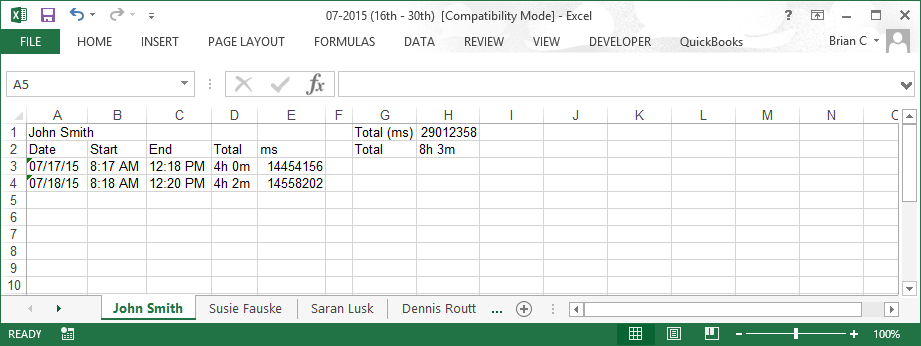 07-2015 (16th - 30th) [Compatibility Mode] - Excel
?
FILE HOME INSERT PAGE LAYOUT FORMULAS DATA REVIEW VIEW DEVELOPER QuickBooks Brian C
A5 fx
A B C D E F G H I J K L M N
1 John Smith Total (ms) 29012358
2 Date Start End Total ms Total 8h 3m
3 07/17/15 8:17 AM 12:18 PM 4h 0m 14454156
4 07/18/15 8:18 AM 12:20 PM 4h 2m 14558202
5
6
7
8
9
10
John Smith Susie Fauske Saran Lusk Dennis Routt ...
READY 100%